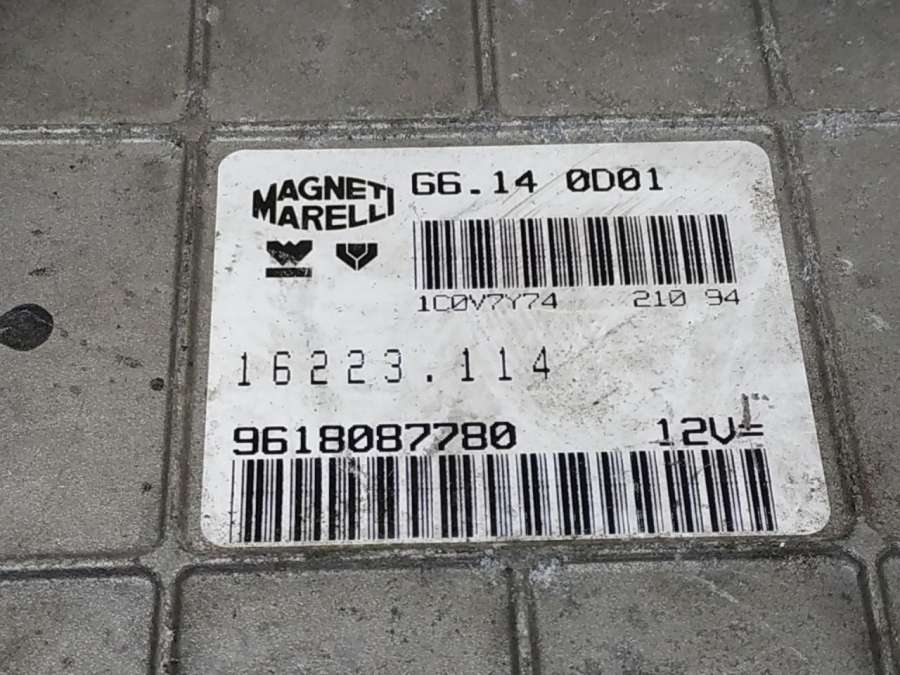 MAGNETI
MARELLI
G6.14 0D01
1C0V7Y74 210 94
16223.114
9618087780 12V=